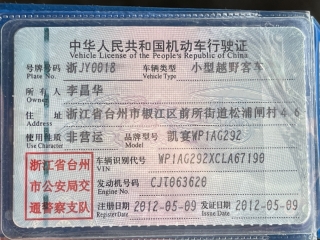 中华人民共和国机动车行驶证
Vehicle License of the People's Republic of China
号牌号码 浙JY001B 车辆类型 小型越野客车
Plate No. Vehicle Type
所有人 李昌华
Owner
住址 浙江省台州市椒江区前所街道松浦闸村46
Address
使用性质 非营运 品牌型号 凯宴WP1AG292
Use Character Model
浙江省台州市公安局交通警察支队
车辆识别代号 WP1AG292XCLA67190
VIN
发动机号码 CJT063620
Engine No.
注册日期 2012-05-09 发证日期 2012-05-09
Register Date Issue Date